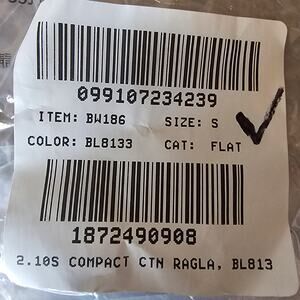 099107234239
ITEM: BW186 SIZE: S
COLOR: BL8133 CAT: FLAT
1872490908
2.10S COMPACT CTN RAGLA, BL813